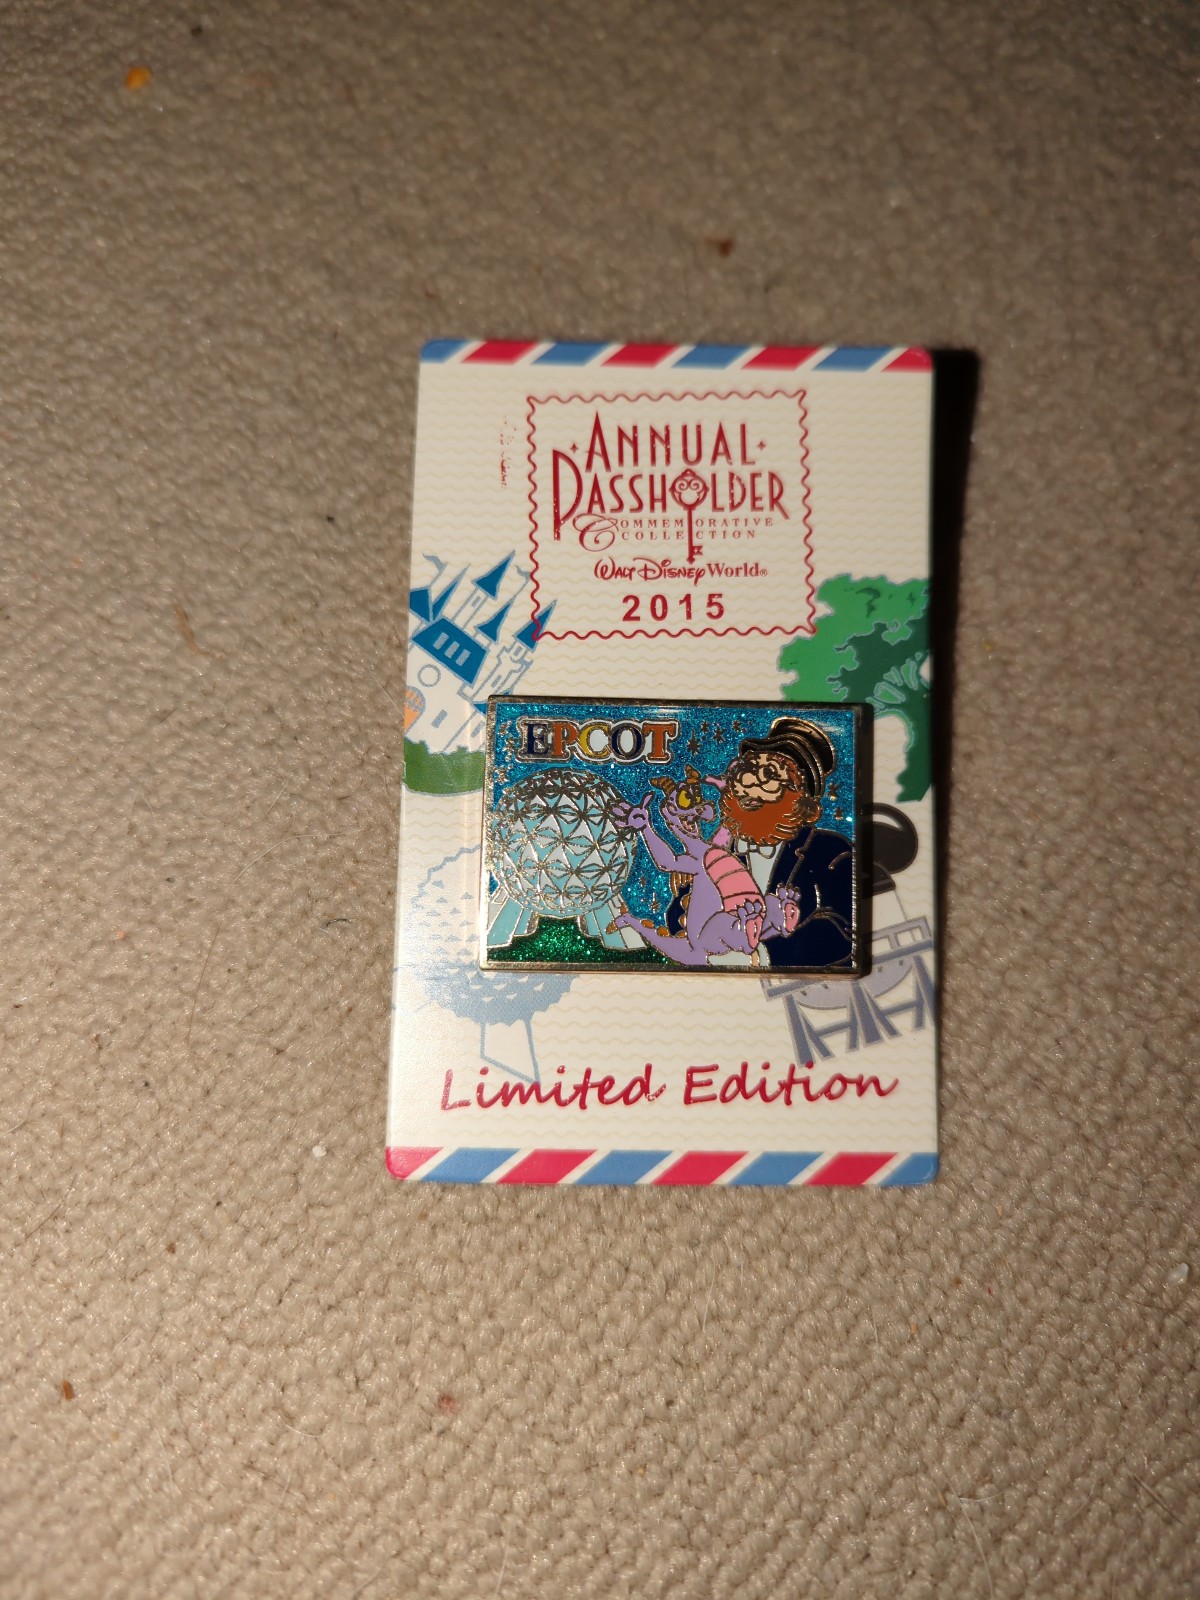 ANNUAL
PASSHOLDER
COMMEMORATIVE
COLLECTION
WALT DISNEY World®
2015
EPCOT
Limited Edition